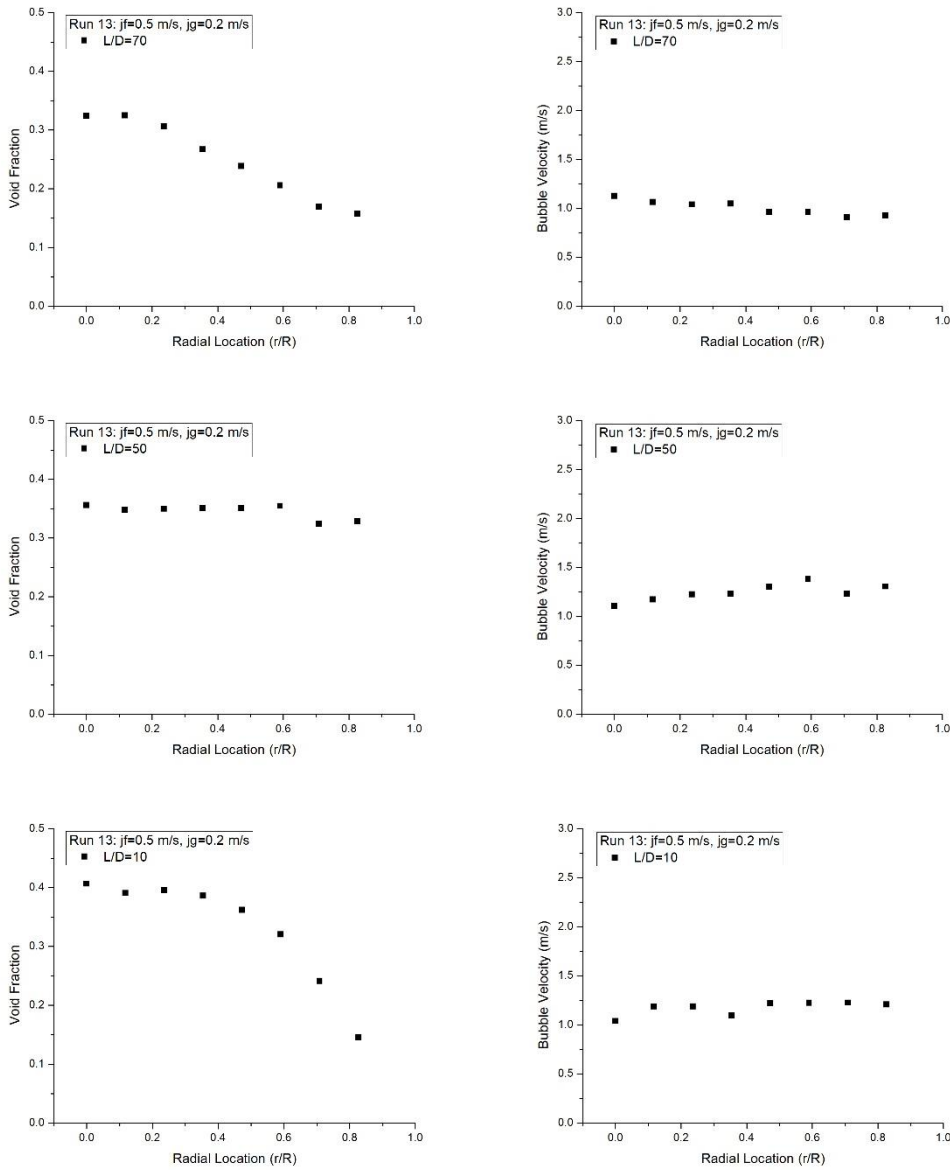 Run 13: jf=0.5 m/s, jg=0.2 m/s
L/D=70
0.5
0.4
0.3
0.2
0.1
0.0
Void Fraction
0.0 0.2 0.4 0.6 0.8 1.0
Radial Location (r/R)
Run 13: jf=0.5 m/s, jg=0.2 m/s
L/D=70
3.0
2.5
2.0
1.5
1.0
0.5
0.0
Bubble Velocity (m/s)
0.0 0.2 0.4 0.6 0.8 1.0
Radial Location (r/R)
Run 13: jf=0.5 m/s, jg=0.2 m/s
L/D=50
0.5
0.4
0.3
0.2
0.1
0.0
Void Fraction
0.0 0.2 0.4 0.6 0.8 1.0
Radial Location (r/R)
Run 13: jf=0.5 m/s, jg=0.2 m/s
L/D=50
3.0
2.5
2.0
1.5
1.0
0.5
0.0
Bubble Velocity (m/s)
0.0 0.2 0.4 0.6 0.8 1.0
Radial Location (r/R)
Run 13: jf=0.5 m/s, jg=0.2 m/s
L/D=10
0.5
0.4
0.3
0.2
0.1
0.0
Void Fraction
0.0 0.2 0.4 0.6 0.8 1.0
Radial Location (r/R)
Run 13: jf=0.5 m/s, jg=0.2 m/s
L/D=10
3.0
2.5
2.0
1.5
1.0
0.5
0.0
Bubble Velocity (m/s)
0.0 0.2 0.4 0.6 0.8 1.0
Radial Location (r/R)